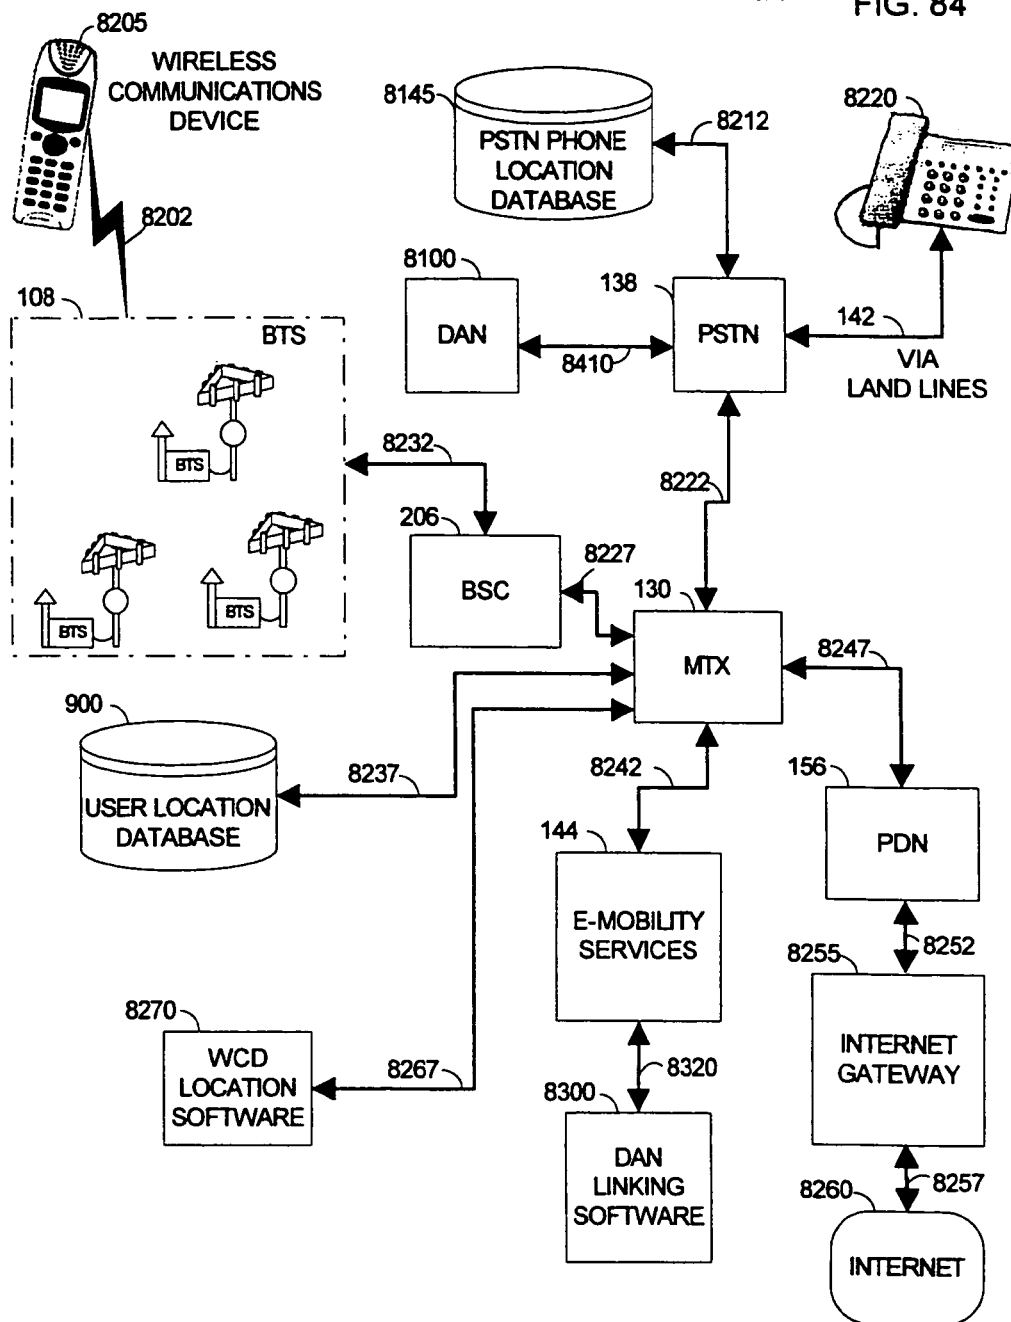 FIG. 84
8205
WIRELESS
COMMUNICATIONS
DEVICE
8202
8145
PSTN PHONE
LOCATION
DATABASE
8212
8220
8100
DAN
8410
138
PSTN
142
VIA
LAND LINES
108
BTS
BTS
BTS
BTS
8232
8222
206
BSC
8227
130
MTX
8247
900
USER LOCATION
DATABASE
8237
8242
156
PDN
144
E-MOBILITY
SERVICES
8252
8255
INTERNET
GATEWAY
8270
WCD
LOCATION
SOFTWARE
8267
8320
8300
DAN
LINKING
SOFTWARE
8257
8260
INTERNET